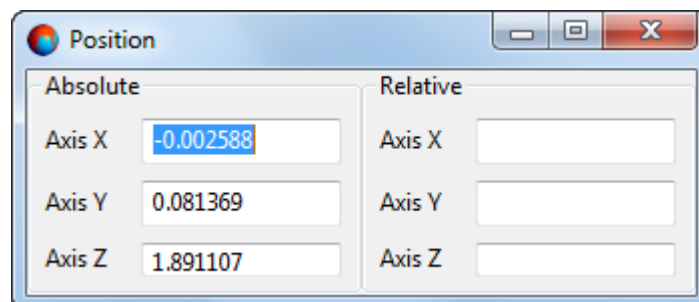 Position
Absolute Relative
Axis X -0.002588 Axis X
Axis Y 0.081369 Axis Y
Axis Z 1.891107 Axis Z